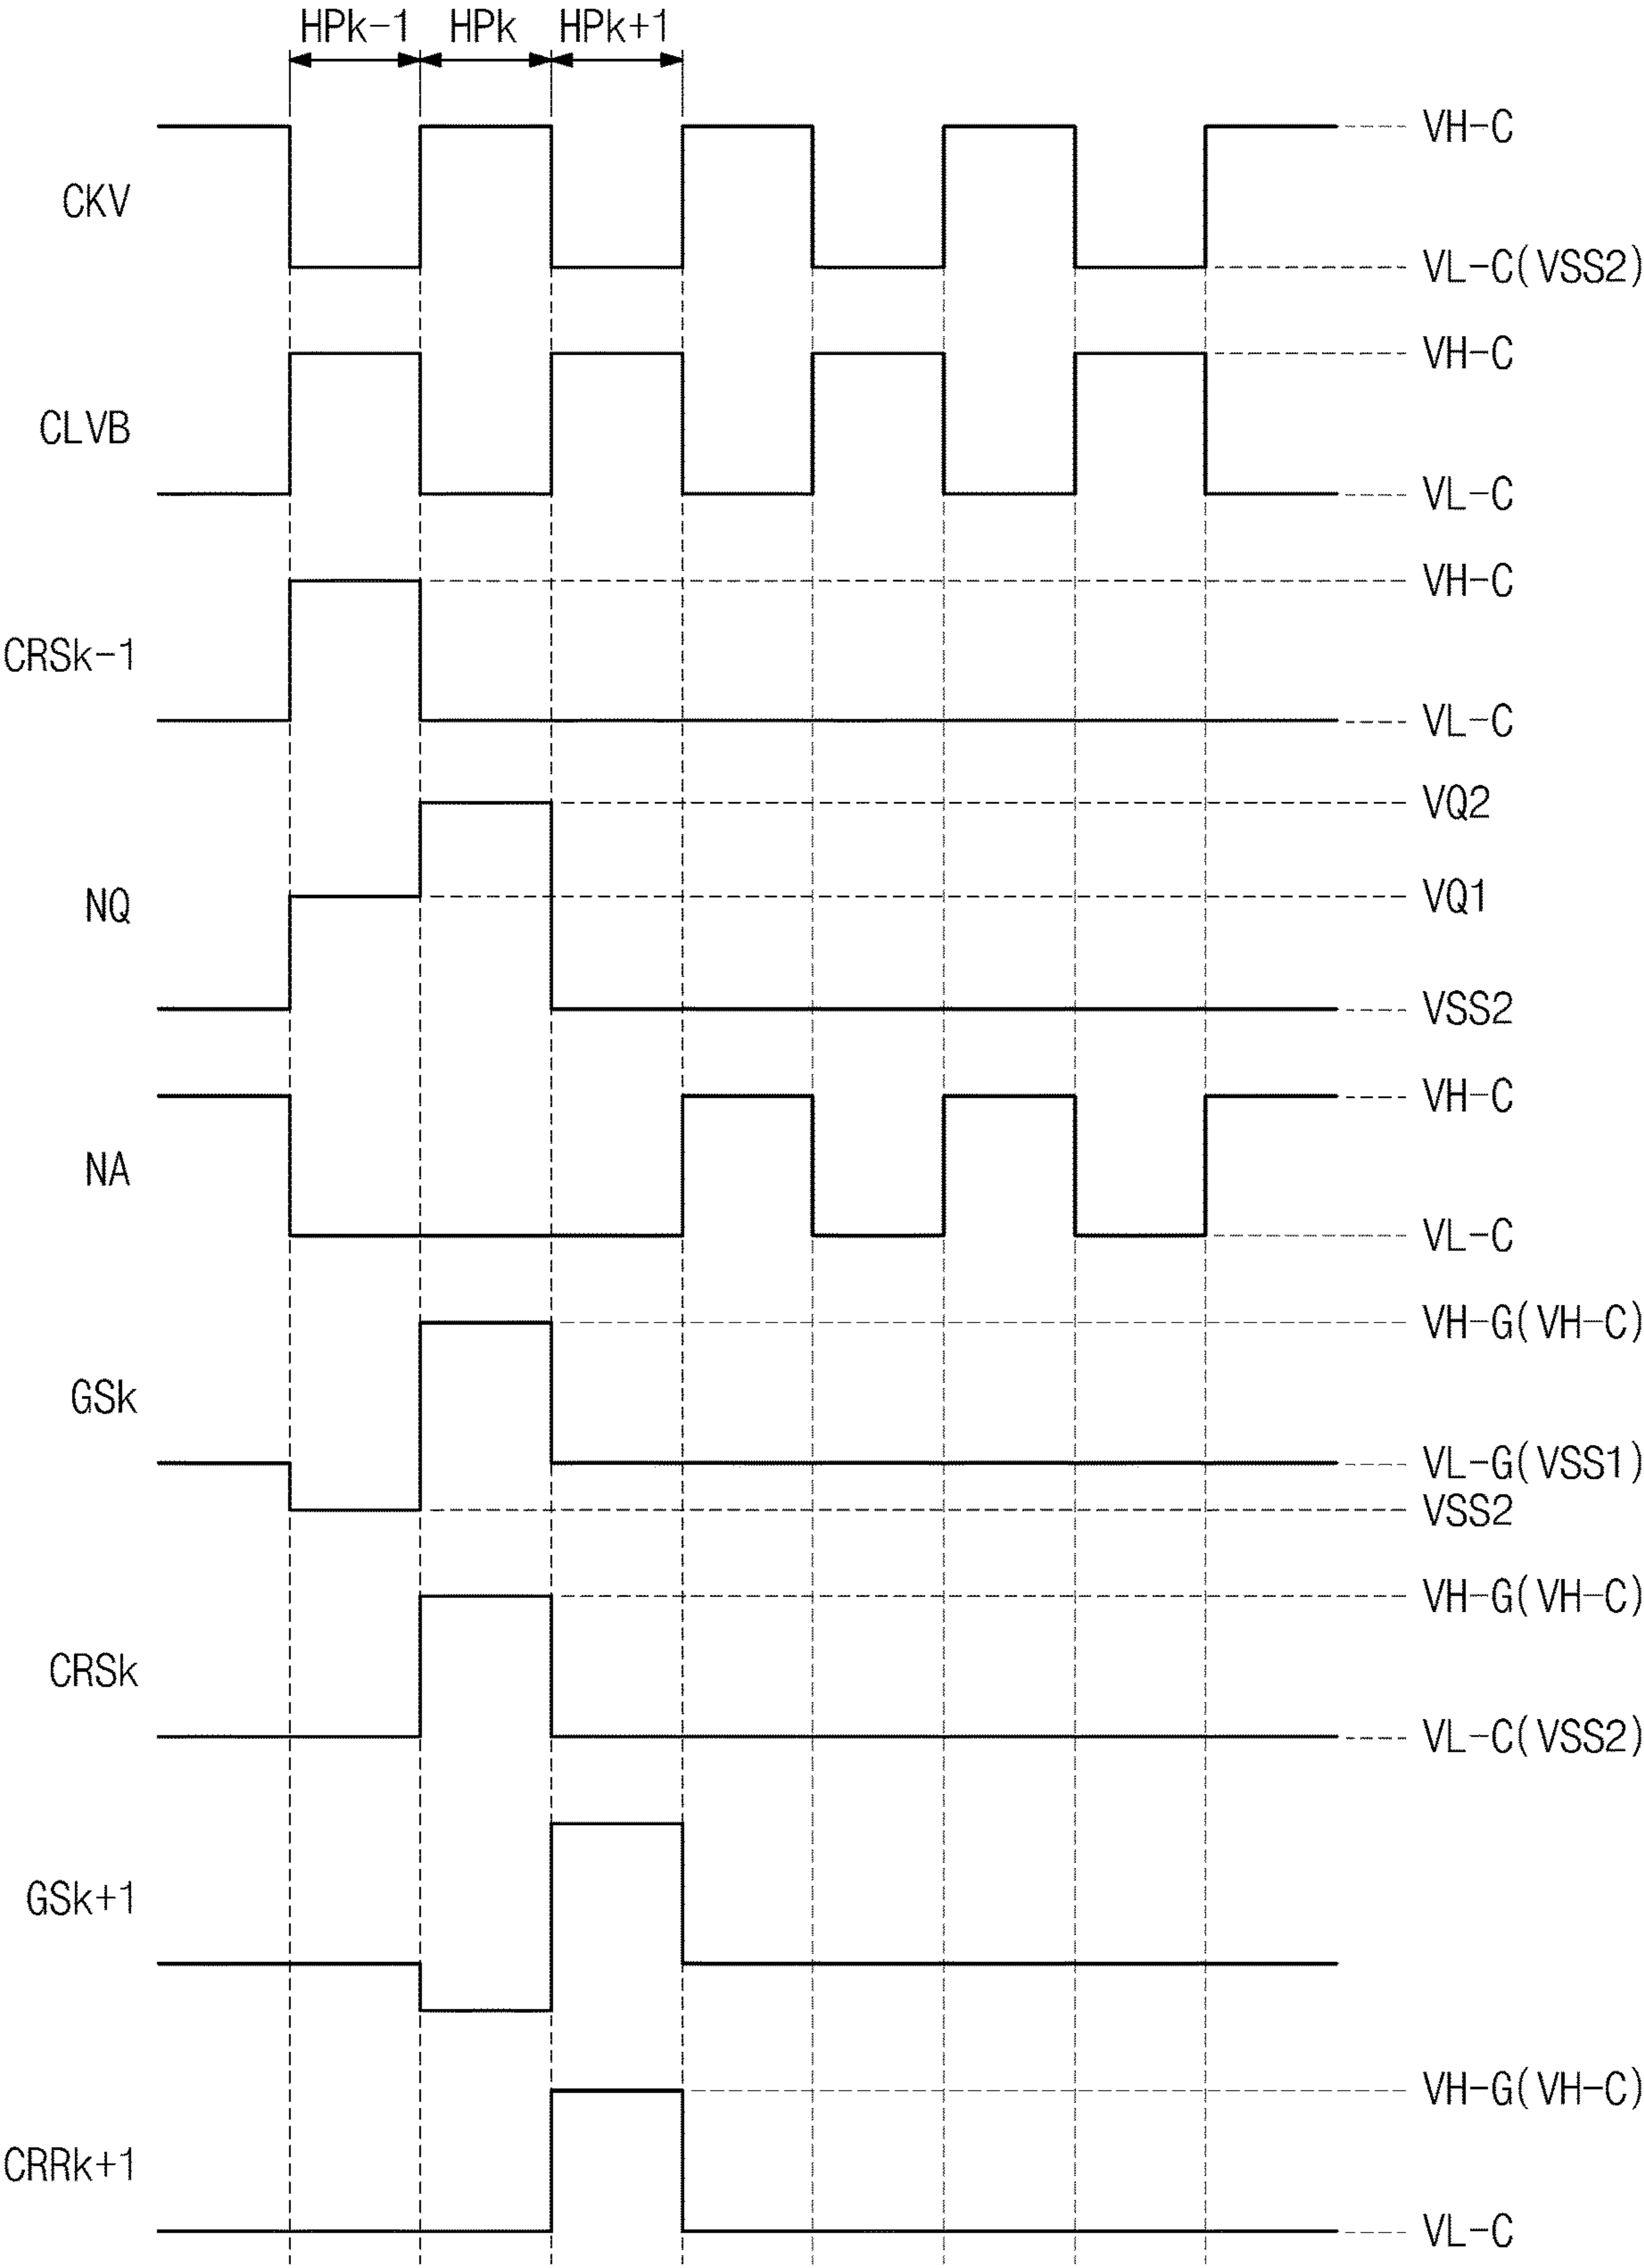 HPk-1 HPk HPk+1
VH-C
CKV
VL-C(VSS2)
VH-C
CLVB
VL-C
VH-C
CRSk-1
VL-C
VQ2
NQ
VQ1
VSS2
VH-C
NA
VL-C
VH-G(VH-C)
GSk
VL-G(VSS1)
VSS2
VH-G(VH-C)
CRSk
VL-C(VSS2)
GSk+1
VH-G(VH-C)
CRRk+1
VL-C